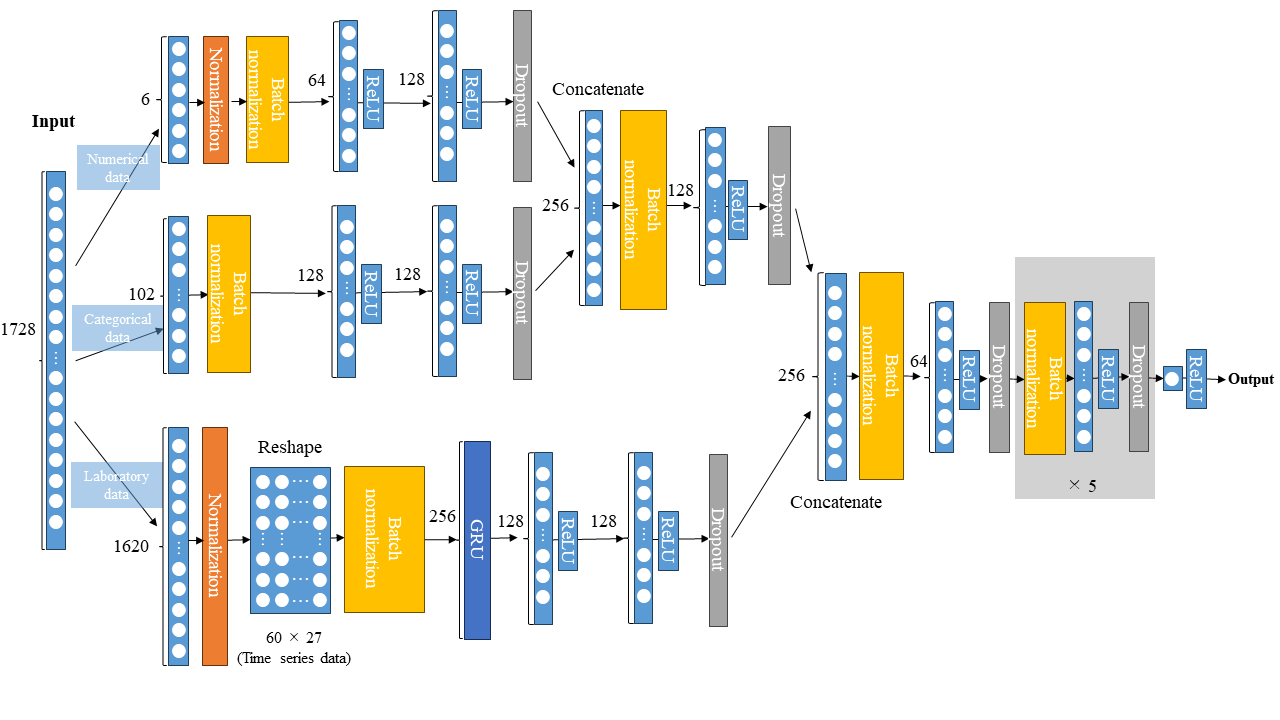 Input
1728
Numerical
data
6
Normalization
Batch
normalization
64
ReLU
128
ReLU
Dropout
Categorical
data
102
Batch
normalization
128
ReLU
128
ReLU
Dropout
Concatenate
256
Batch
normalization
128
ReLU
Dropout
Laboratory
data
1620
Normalization
Reshape
60 × 27
(Time series data)
Batch
normalization
256
GRU
128
ReLU
128
ReLU
Dropout
256
Concatenate
Batch
normalization
64
ReLU
Dropout
Batch
normalization
ReLU
Dropout
× 5
ReLU
Output